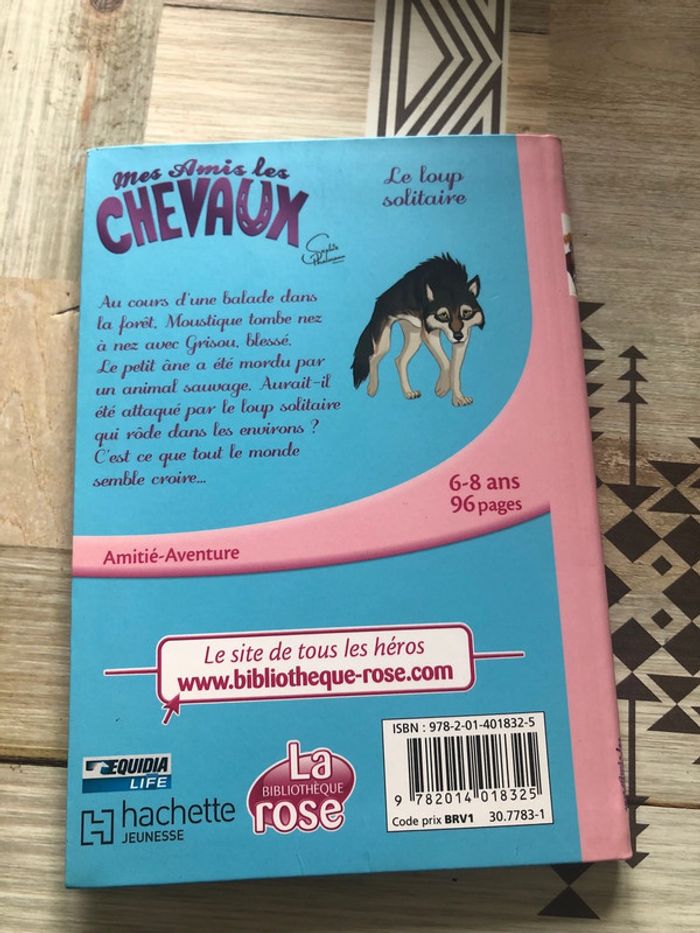 Mes Amis les
CHEVAUX
Sophie
Thalmann
Le loup
solitaire
Au cours d'une balade dans
la forêt, Moustique tombe nez
à nez avec Grisou, blessé.
Le petit âne a été mordu par
un animal sauvage. Aurait-il
été attaqué par le loup solitaire
qui rôde dans les environs ?
C'est ce que tout le monde
semble croire...
6-8 ans
96 pages
Amitié-Aventure
Le site de tous les héros
www.bibliotheque-rose.com
EQUIDIA
LIFE
hachette
JEUNESSE
La
BIBLIOTHÈQUE
rose
ISBN : 978-2-01-401832-5
9 782014 018325
Code prix BRV1 30.7783-1